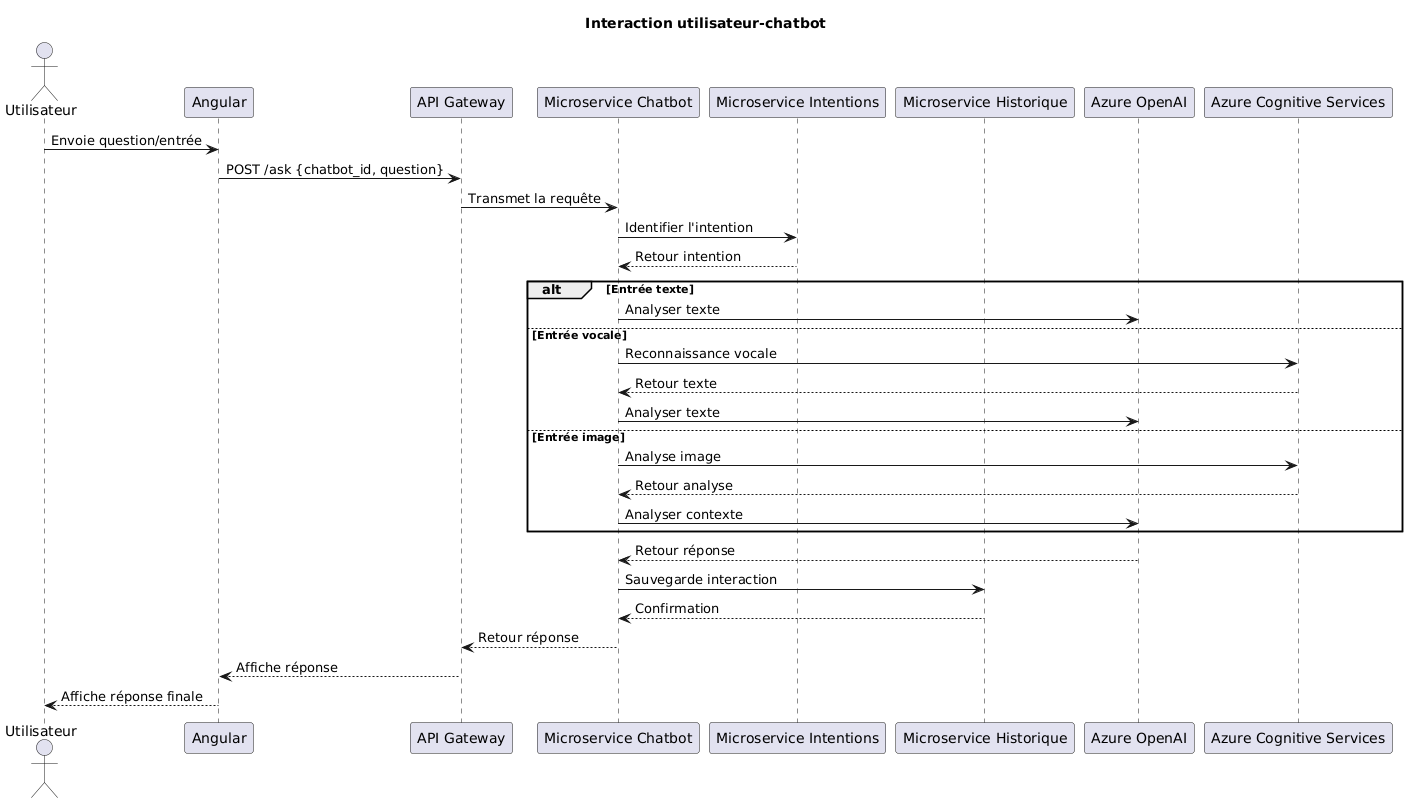 Interaction utilisateur-chatbot
Utilisateur
Angular
API Gateway
Microservice Chatbot
Microservice Intentions
Microservice Historique
Azure OpenAI
Azure Cognitive Services
Envoie question/entrée
POST /ask {chatbot_id, question}
Transmet la requête
Identifier l'intention
Retour intention
alt
[Entrée texte]
Analyser texte
[Entrée vocale]
Reconnaissance vocale
Retour texte
Analyser texte
[Entrée image]
Analyse image
Retour analyse
Analyser contexte
Retour réponse
Sauvegarde interaction
Confirmation
Retour réponse
Affiche réponse
Affiche réponse finale
Utilisateur
Angular
API Gateway
Microservice Chatbot
Microservice Intentions
Microservice Historique
Azure OpenAI
Azure Cognitive Services